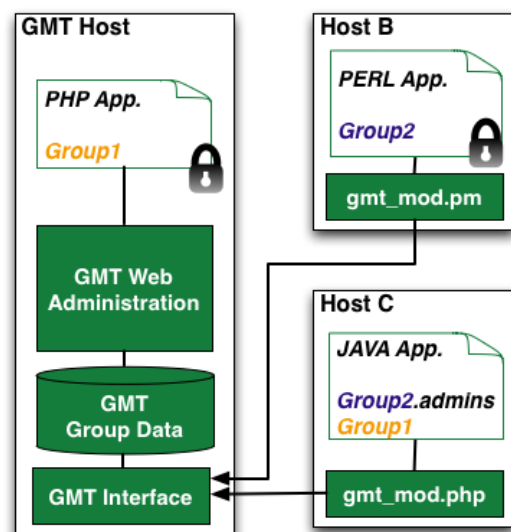 GMT Host
PHP App.
Group1
GMT Web
Administration
GMT
Group Data
GMT Interface
Host B
PERL App.
Group2
gmt_mod.pm
Host C
JAVA App.
Group2.admins
Group1
gmt_mod.php